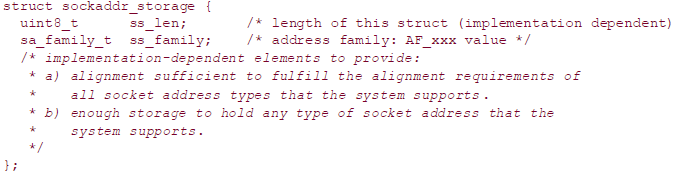 struct sockaddr_storage {
  uint8_t      ss_len;       /* length of this struct (implementation dependent)
  sa_family_t  ss_family;    /* address family: AF_xxx value */
  /* implementation-dependent elements to provide:
   * a) alignment sufficient to fulfill the alignment requirements of
   *    all socket address types that the system supports.
   * b) enough storage to hold any type of socket address that the
   *    system supports.
   */
};